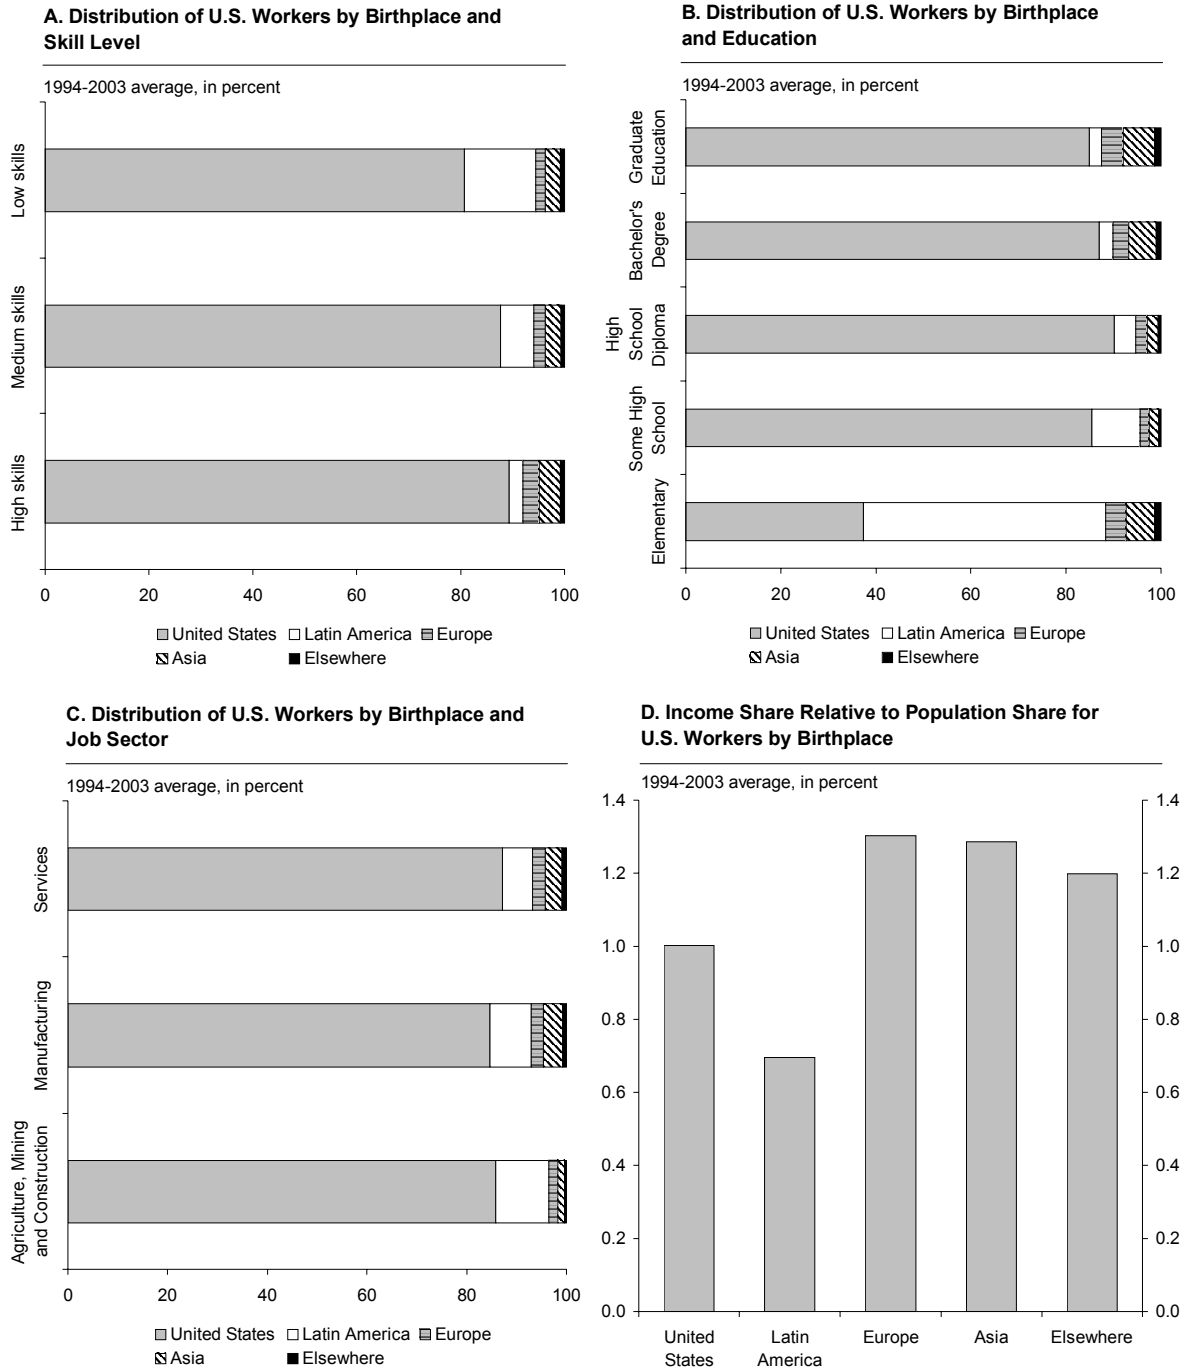 A. Distribution of U.S. Workers by Birthplace and
Skill Level
1994-2003 average, in percent
Low skills
Medium skills
High skills
0 20 40 60 80 100
United States Latin America Europe
Asia Elsewhere
B. Distribution of U.S. Workers by Birthplace
and Education
1994-2003 average, in percent
Graduate
Education
Bachelor's
Degree
High
School
Diploma
Some High
School
Elementary
0 20 40 60 80 100
United States Latin America Europe
Asia Elsewhere
C. Distribution of U.S. Workers by Birthplace and
Job Sector
1994-2003 average, in percent
Services
Manufacturing
Agriculture, Mining
and Construction
0 20 40 60 80 100
United States Latin America Europe
Asia Elsewhere
D. Income Share Relative to Population Share for
U.S. Workers by Birthplace
1994-2003 average, in percent
1.4 1.4
1.2 1.2
1.0 1.0
0.8 0.8
0.6 0.6
0.4 0.4
0.2 0.2
0.0 0.0
United Latin Europe Asia Elsewhere
States America